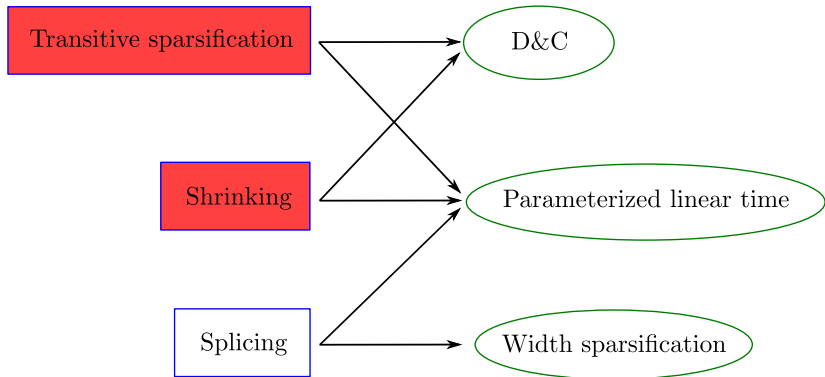 Transitive sparsification
D&C
Shrinking
Parameterized linear time
Splicing
Width sparsification